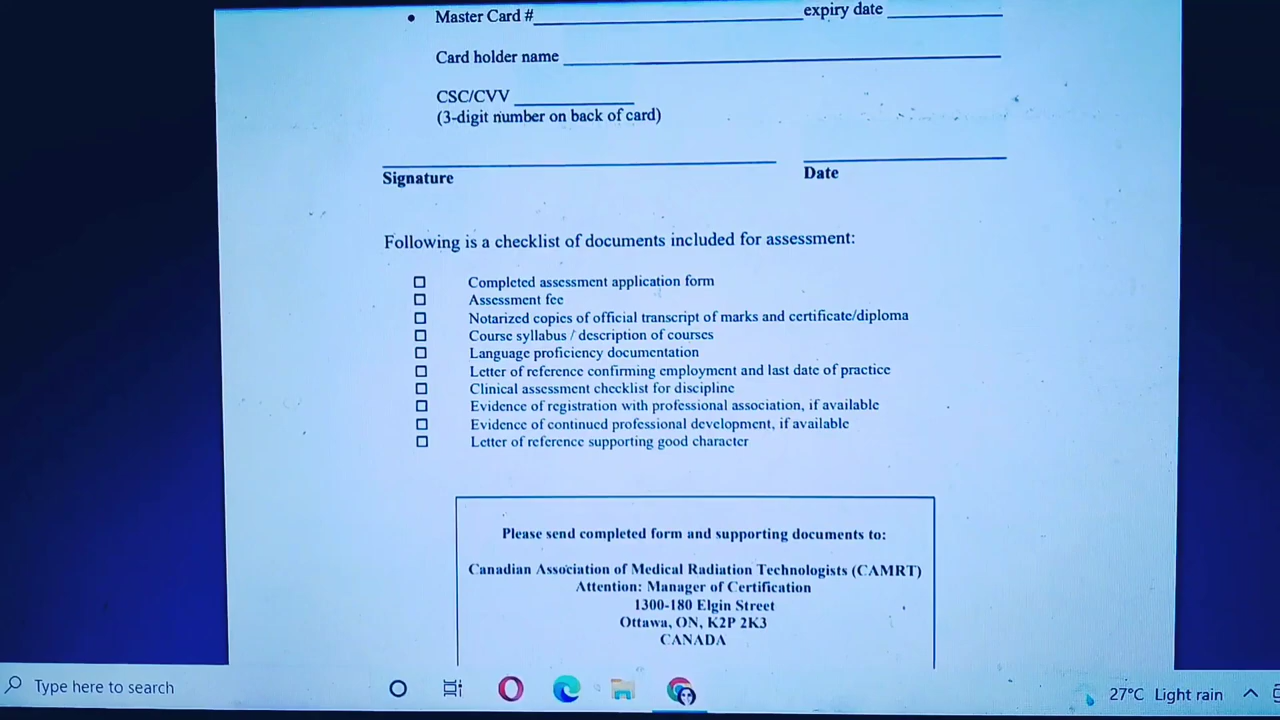 • Master Card #____________ expiry date ____________
Card holder name ____________
CSC/CVV ____________
(3-digit number on back of card)
Signature Date
Following is a checklist of documents included for assessment:
☐ Completed assessment application form
☐ Assessment fee
☐ Notarized copies of official transcript of marks and certificate/diploma
☐ Course syllabus / description of courses
☐ Language proficiency documentation
☐ Letter of reference confirming employment and last date of practice
☐ Clinical assessment checklist for discipline
☐ Evidence of registration with professional association, if available
☐ Evidence of continued professional development, if available
☐ Letter of reference supporting good character
Please send completed form and supporting documents to:
Canadian Association of Medical Radiation Technologists (CAMRT)
Attention: Manager of Certification
1300-180 Elgin Street
Ottawa, ON, K2P 2K3
CANADA
Type here to search
27°C Light rain